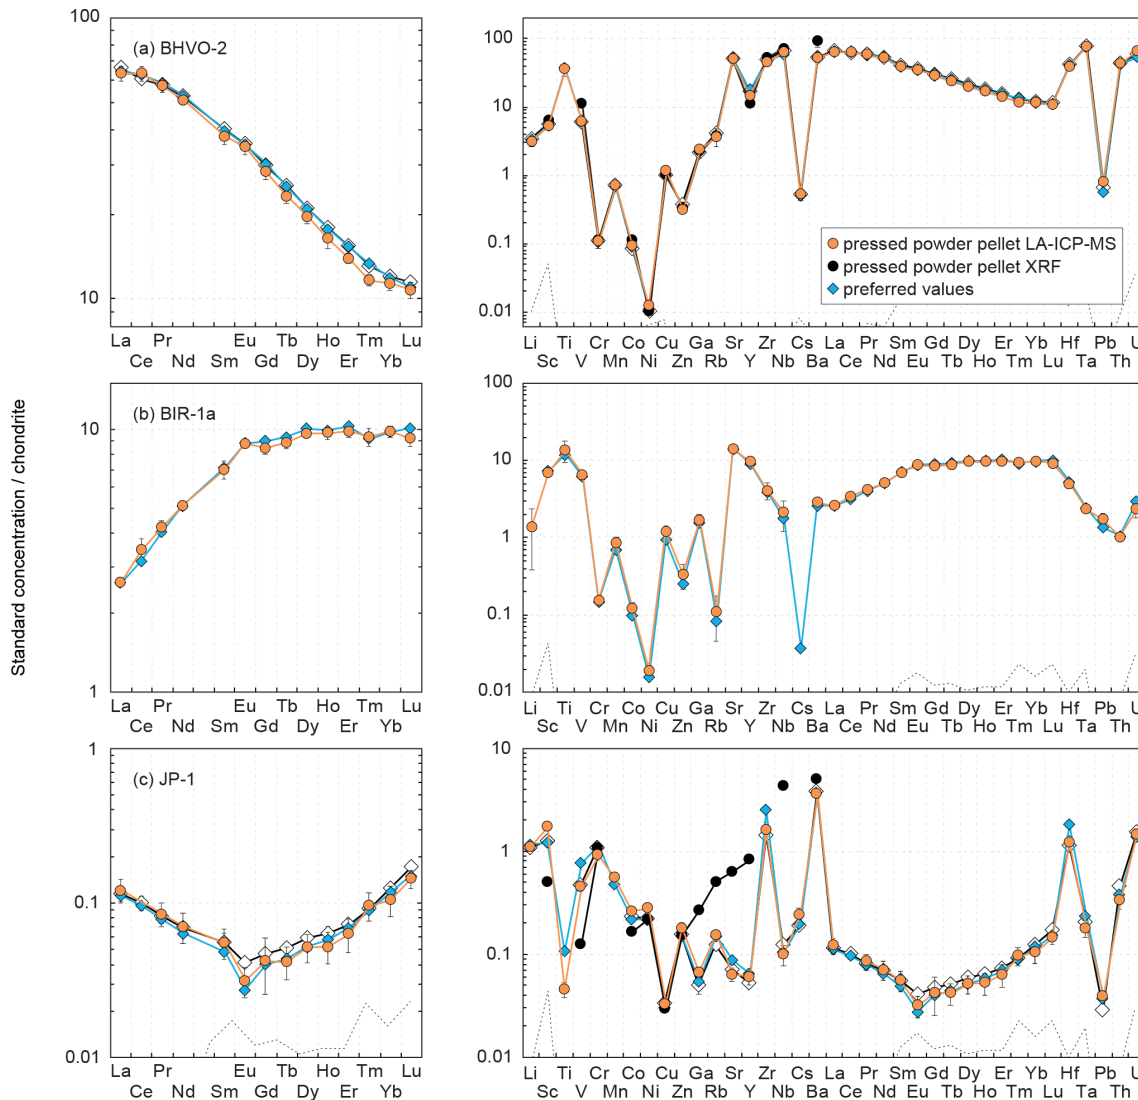 Standard concentration / chondrite
100
10
(a) BHVO-2
La Pr Sm Gd Dy Er Yb
Ce Nd Eu Tb Ho Tm Lu
100
10
1
0.1
0.01
pressed powder pellet LA-ICP-MS
pressed powder pellet XRF
preferred values
Li Ti Cr Co Cu Ga Sr Zr Cs La Pr Sm Gd Dy Er Yb Hf Pb U
Sc V Mn Ni Zn Rb Y Nb Ba Ce Nd Eu Tb Ho Tm Lu Ta Th
10
1
(b) BIR-1a
La Pr Sm Gd Dy Er Yb
Ce Nd Eu Tb Ho Tm Lu
100
10
1
0.1
0.01
Li Ti Cr Co Cu Ga Sr Zr Cs La Pr Sm Gd Dy Er Yb Hf Pb U
Sc V Mn Ni Zn Rb Y Nb Ba Ce Nd Eu Tb Ho Tm Lu Ta Th
1
0.1
0.01
(c) JP-1
La Pr Sm Gd Dy Er Yb
Ce Nd Eu Tb Ho Tm Lu
10
1
0.1
0.01
Li Ti Cr Co Cu Ga Sr Zr Cs La Pr Sm Gd Dy Er Yb Hf Pb U
Sc V Mn Ni Zn Rb Y Nb Ba Ce Nd Eu Tb Ho Tm Lu Ta Th